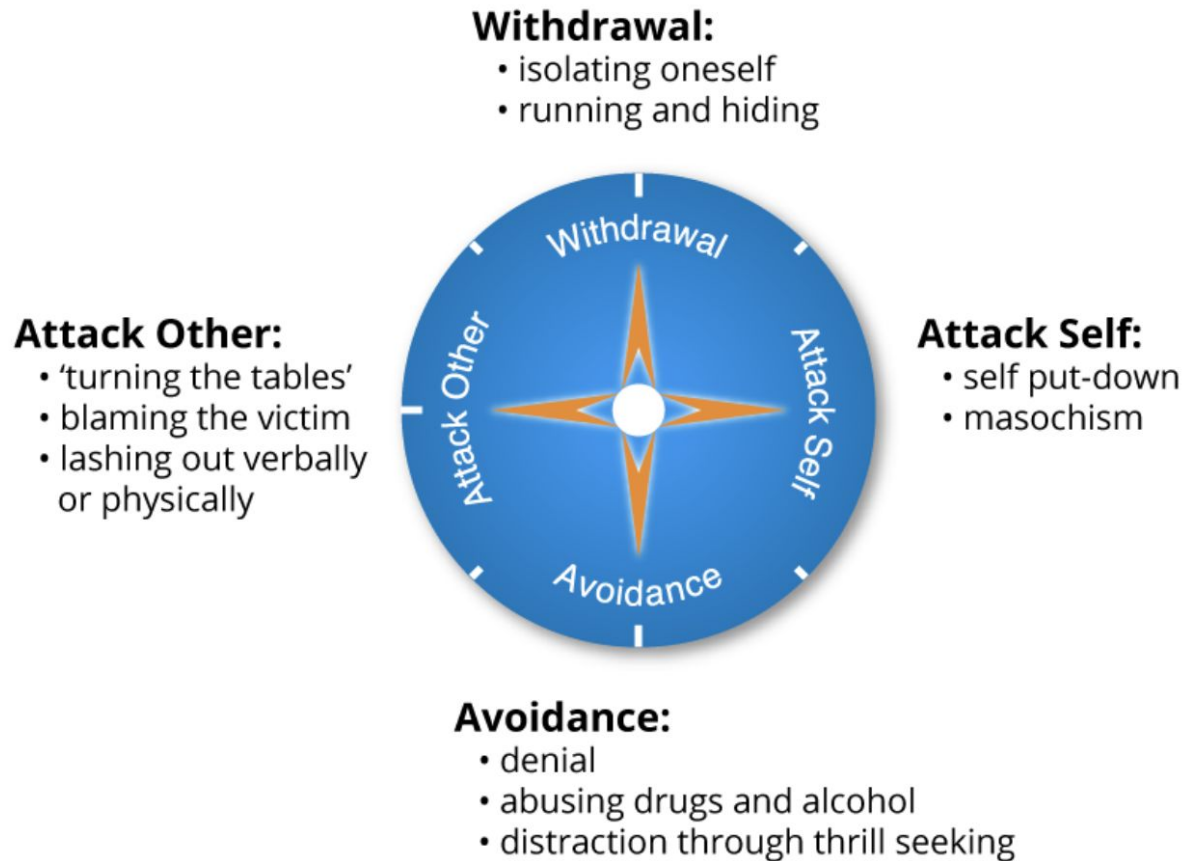 Withdrawal:
• isolating oneself
• running and hiding
Withdrawal
Attack Other:
• ‘turning the tables’
• blaming the victim
• lashing out verbally
or physically
Attack Other
Attack Self
Attack Self:
• self put-down
• masochism
Avoidance
Avoidance:
• denial
• abusing drugs and alcohol
• distraction through thrill seeking